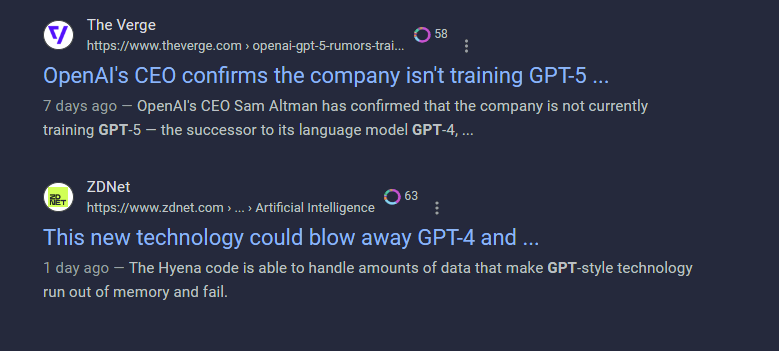 The Verge
https://www.theverge.com › openai-gpt-5-rumors-trai... 58
OpenAI's CEO confirms the company isn't training GPT-5 ...
7 days ago — OpenAI's CEO Sam Altman has confirmed that the company is not currently
training GPT-5 — the successor to its language model GPT-4, ...
ZD
NET
ZDNet
https://www.zdnet.com › ... › Artificial Intelligence 63
This new technology could blow away GPT-4 and ...
1 day ago — The Hyena code is able to handle amounts of data that make GPT-style technology
run out of memory and fail.